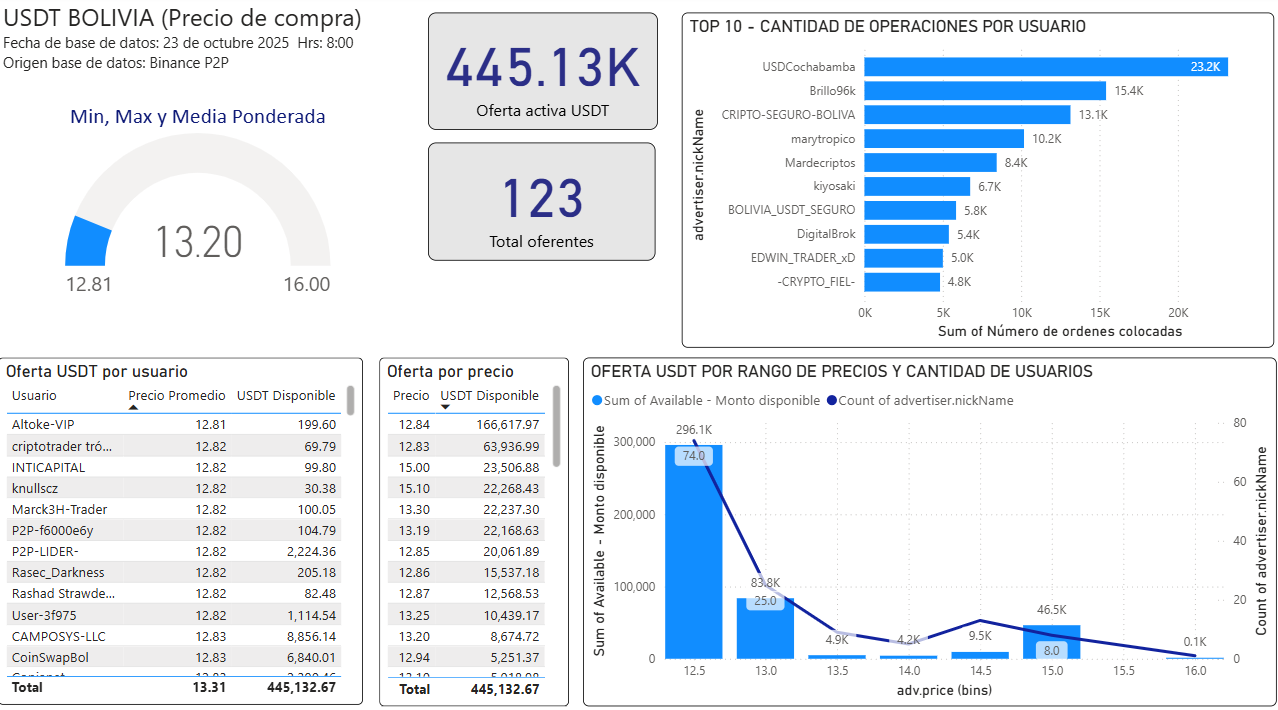 USDT BOLIVIA (Precio de compra)
Fecha de base de datos: 23 de octubre 2025 Hrs: 8:00
Origen base de datos: Binance P2P
Min, Max y Media Ponderada
13.20
12.81
16.00
445.13K
Oferta activa USDT
123
Total oferentes
TOP 10 - CANTIDAD DE OPERACIONES POR USUARIO
advertiser.nickName
USDCochabamba 23.2K
Brillo96k 15.4K
CRIPTO-SEGURO-BOLIVA 13.1K
marytropico 10.2K
Mardecriptos 8.4K
kiyosaki 6.7K
BOLIVIA_USDT_SEGURO 5.8K
DigitalBrok 5.4K
EDWIN_TRADER_xD 5.0K
-CRYPTO_FIEL- 4.8K
0K 5K 10K 15K 20K
Sum of Número de ordenes colocadas
Oferta USDT por usuario
Usuario Precio Promedio USDT Disponible
Altoke-VIP 12.81 199.60
criptotrader tró... 12.82 69.79
INTICAPITAL 12.82 99.80
knullscz 12.82 30.38
Marck3H-Trader 12.82 100.05
P2P-f6000e6y 12.82 104.79
P2P-LIDER- 12.82 2,224.36
Rasec_Darkness 12.82 205.18
Rashad Strawde... 12.82 82.48
User-3f975 12.82 1,114.54
CAMPOSYS-LLC 12.83 8,856.14
CoinSwapBol 12.83 6,840.01
Total 13.31 445,132.67
Oferta por precio
Precio USDT Disponible
12.84 166,617.97
12.83 63,936.99
15.00 23,506.88
15.10 22,268.43
13.30 22,237.30
13.19 22,168.63
12.85 20,061.89
12.86 15,537.18
12.87 12,568.53
13.25 10,439.17
13.20 8,674.72
12.94 5,251.37
Total 445,132.67
OFERTA USDT POR RANGO DE PRECIOS Y CANTIDAD DE USUARIOS
Sum of Available - Monto disponible Count of advertiser.nickName
Sum of Available - Monto disponible
300,000
200,000
100,000
0
296.1K
74.0
83.8K
25.0
4.9K
4.2K
9.5K
46.5K
8.0
0.1K
80
60
40
20
0
Count of advertiser.nickName
12.5 13.0 13.5 14.0 14.5 15.0 15.5 16.0
adv.price (bins)